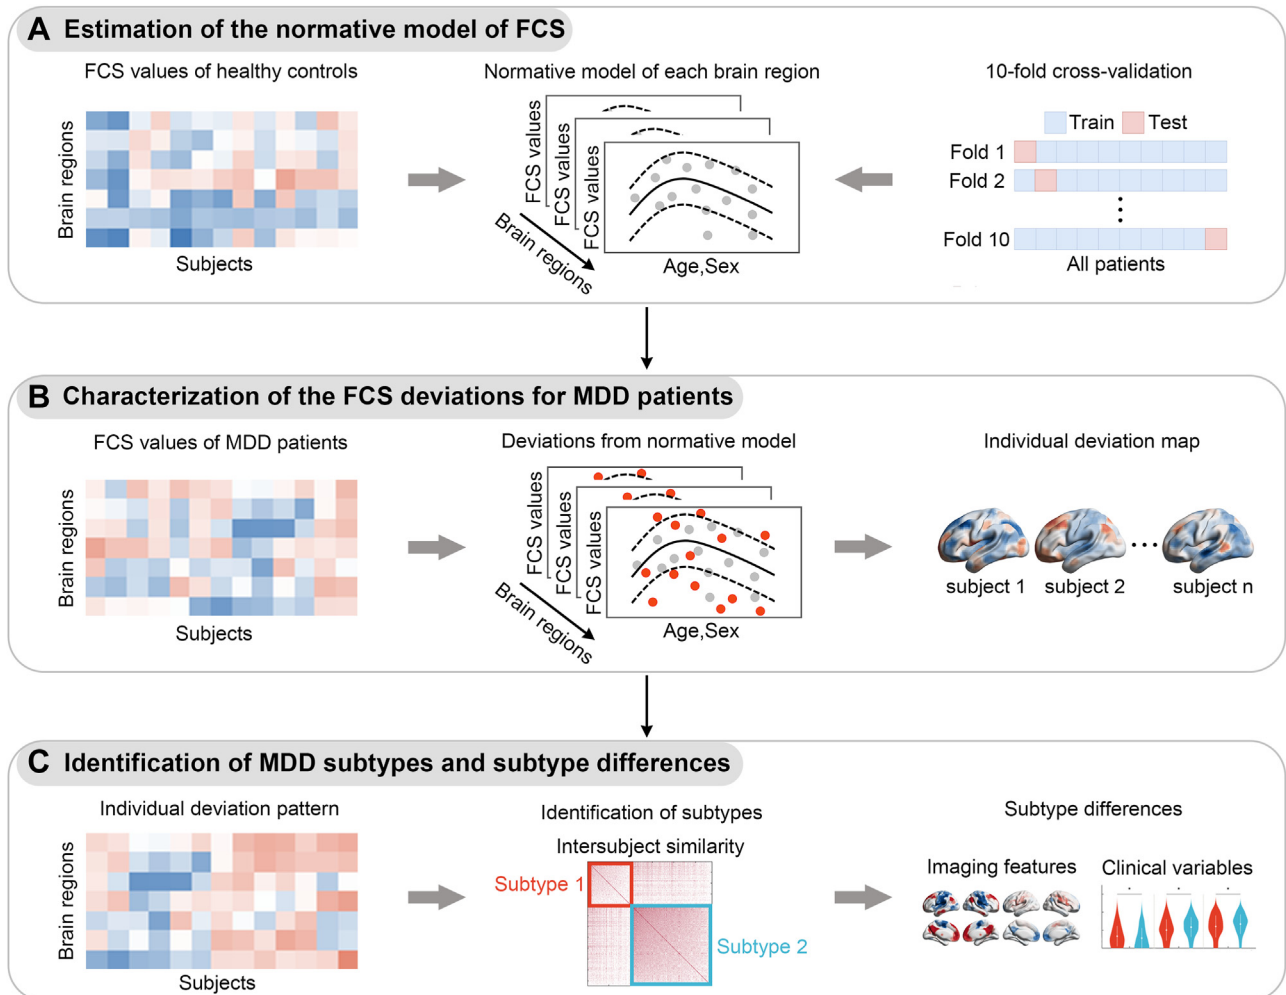 A Estimation of the normative model of FCS
FCS values of healthy controls
Brain regions
Subjects
Normative model of each brain region
FCS values
FCS values
FCS values
Brain regions
Age,Sex
10-fold cross-validation
Train Test
Fold 1
Fold 2
Fold 10
All patients
B Characterization of the FCS deviations for MDD patients
FCS values of MDD patients
Brain regions
Subjects
Deviations from normative model
FCS values
FCS values
FCS values
Brain regions
Age,Sex
Individual deviation map
subject 1 subject 2 subject n
C Identification of MDD subtypes and subtype differences
Individual deviation pattern
Brain regions
Subjects
Identification of subtypes
Intersubject similarity
Subtype 1
Subtype 2
Subtype differences
Imaging features
Clinical variables